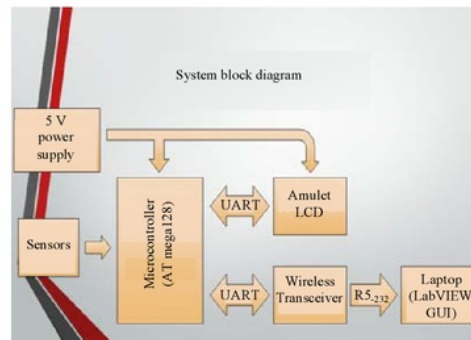 System block diagram
5 V
power
supply
Sensors
Microcontroller
(AT mega128)
UART
Amulet
LCD
UART
Wireless
Transceiver
R5-232
Laptop
(LabVIEW
GUI)